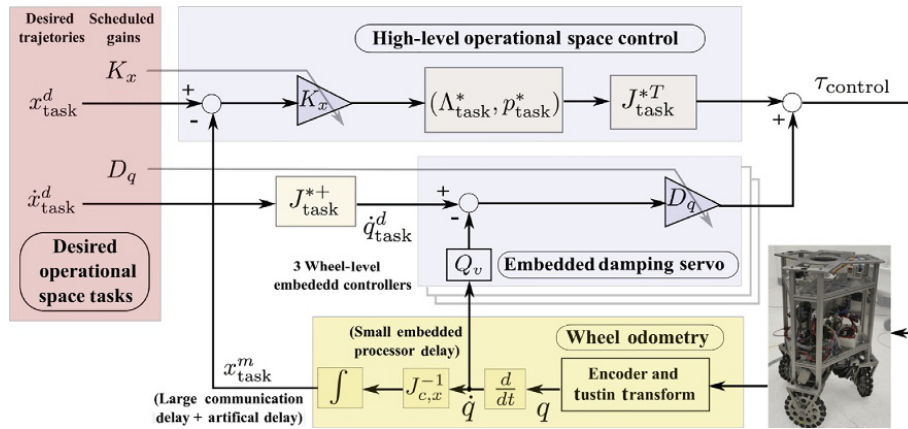 Desired trajetories
Scheduled gains
High-level operational space control
K_x
x^d_task
+
-
K_x
(Λ*_task, p*_task)
J*^T_task
+
τ_control
D_q
ẋ^d_task
J*^+_task
q̇^d_task
+
-
D_q
Q_v
Embedded damping servo
Desired
operational
space tasks
3 Wheel-level
embededd controllers
(Small embedded
processor delay)
Wheel odometry
x^m_task
(Large communication
delay + artifical delay)
∫
J^-1_c,x
q̇
d/dt
q
Encoder and
tustin transform